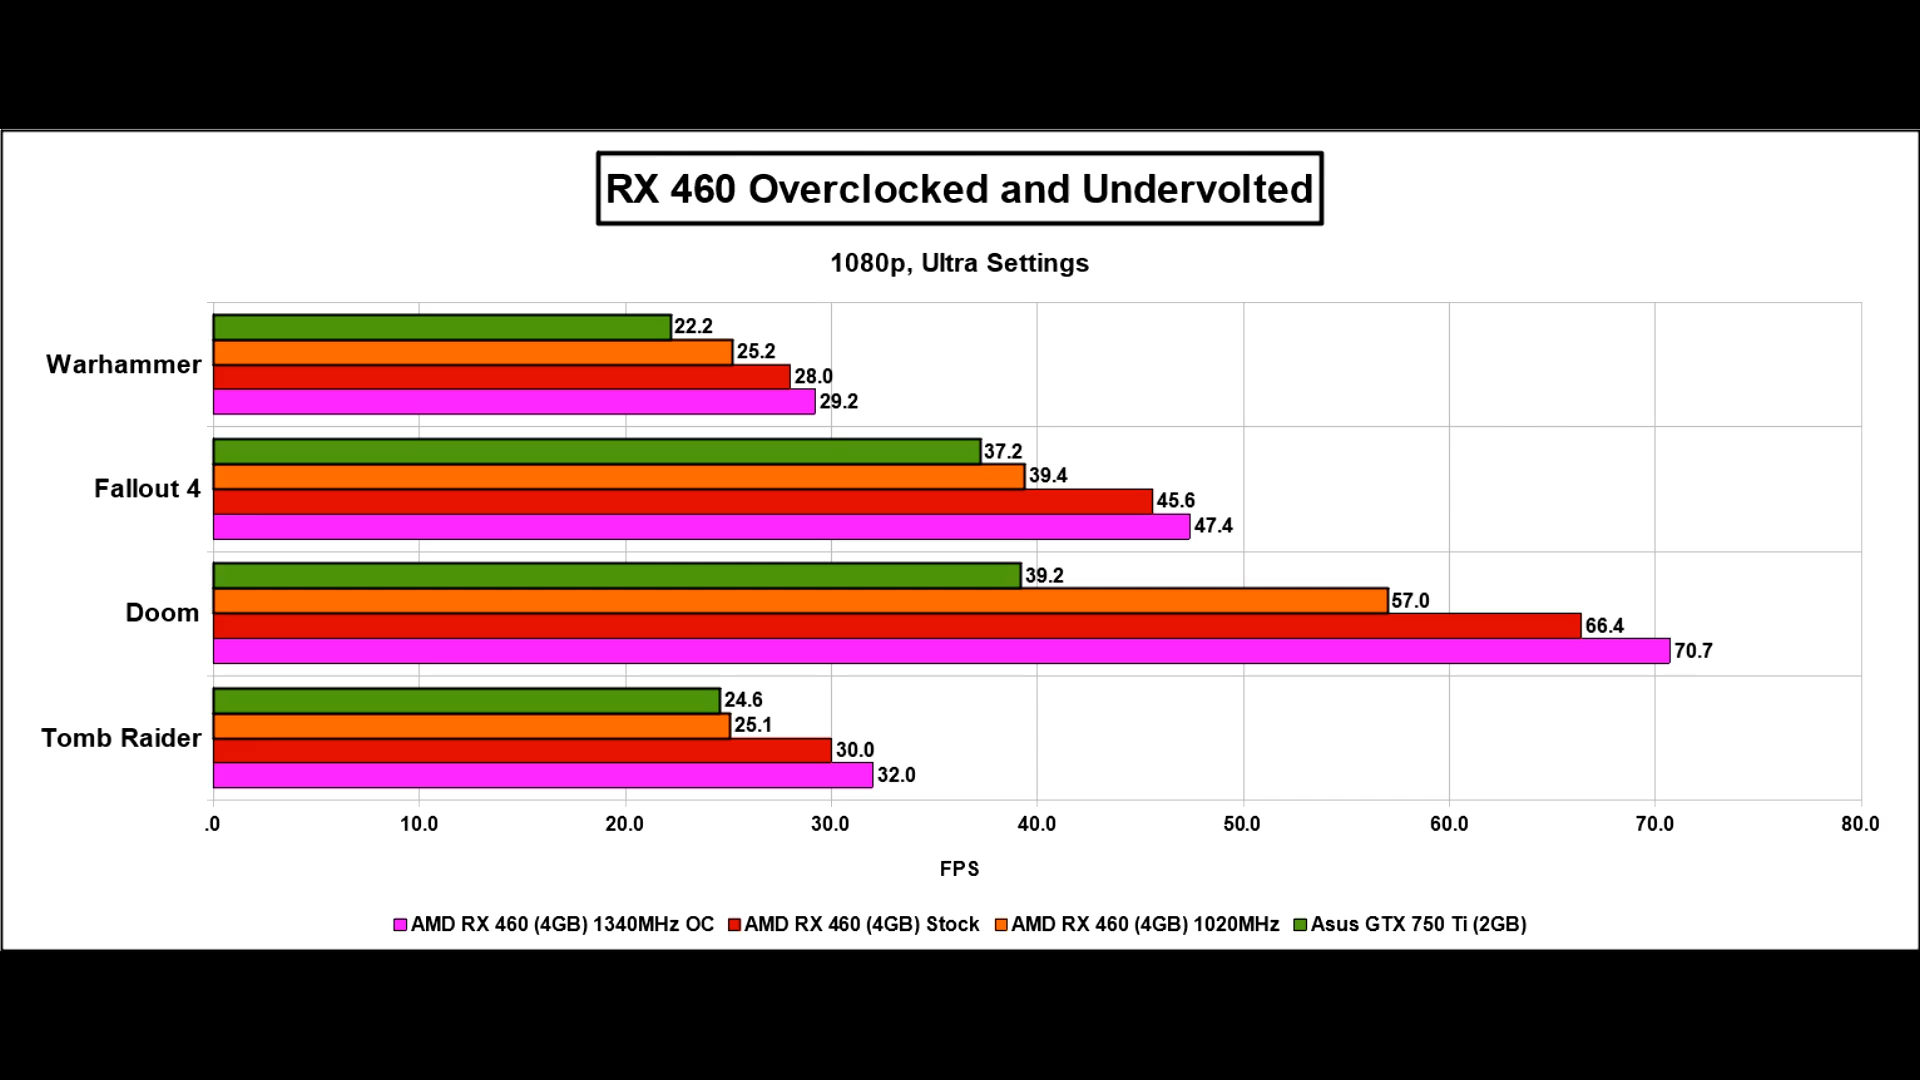 RX 460 Overclocked and Undervolted
1080p, Ultra Settings
Warhammer
22.2
25.2
28.0
29.2
Fallout 4
37.2
39.4
45.6
47.4
Doom
39.2
57.0
66.4
70.7
Tomb Raider
24.6
25.1
30.0
32.0
.0 10.0 20.0 30.0 40.0 50.0 60.0 70.0 80.0
FPS
AMD RX 460 (4GB) 1340MHz OC AMD RX 460 (4GB) Stock AMD RX 460 (4GB) 1020MHz Asus GTX 750 Ti (2GB)